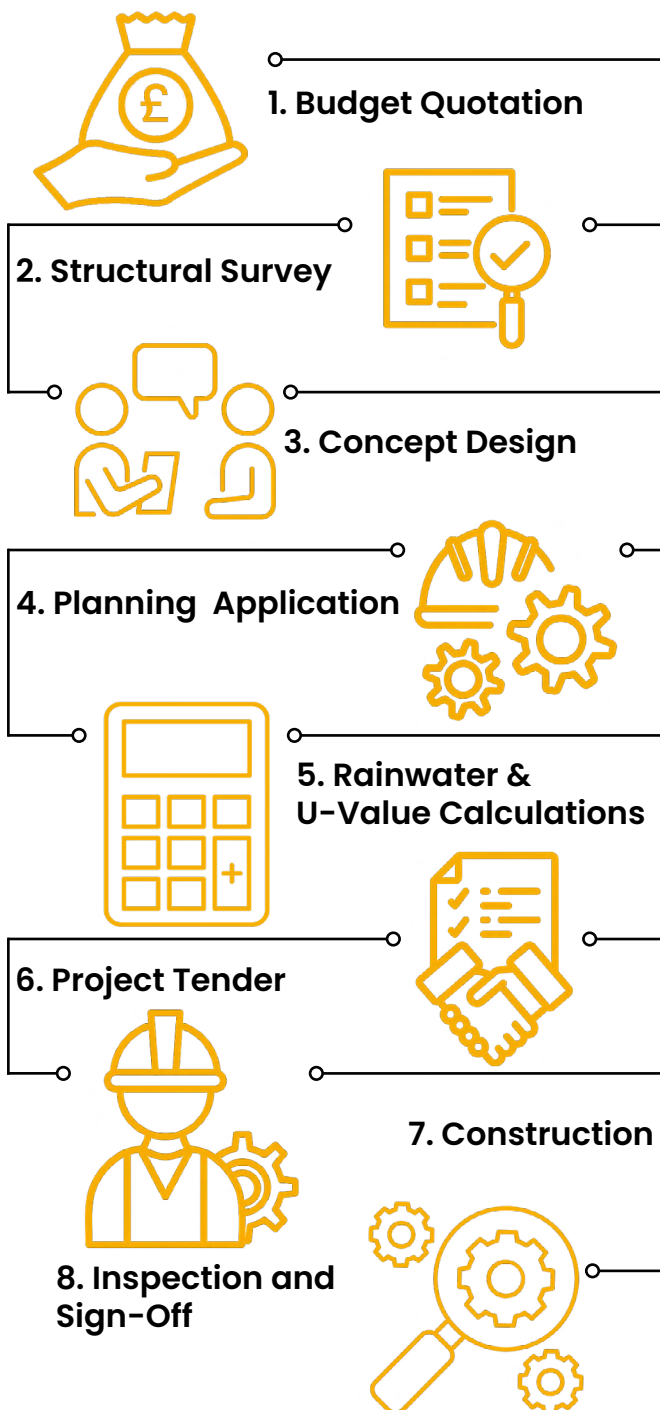 £
1. Budget Quotation
2. Structural Survey
3. Concept Design
4. Planning  Application
5. Rainwater &
U-Value Calculations
6. Project Tender
7. Construction
8. Inspection and
Sign-Off